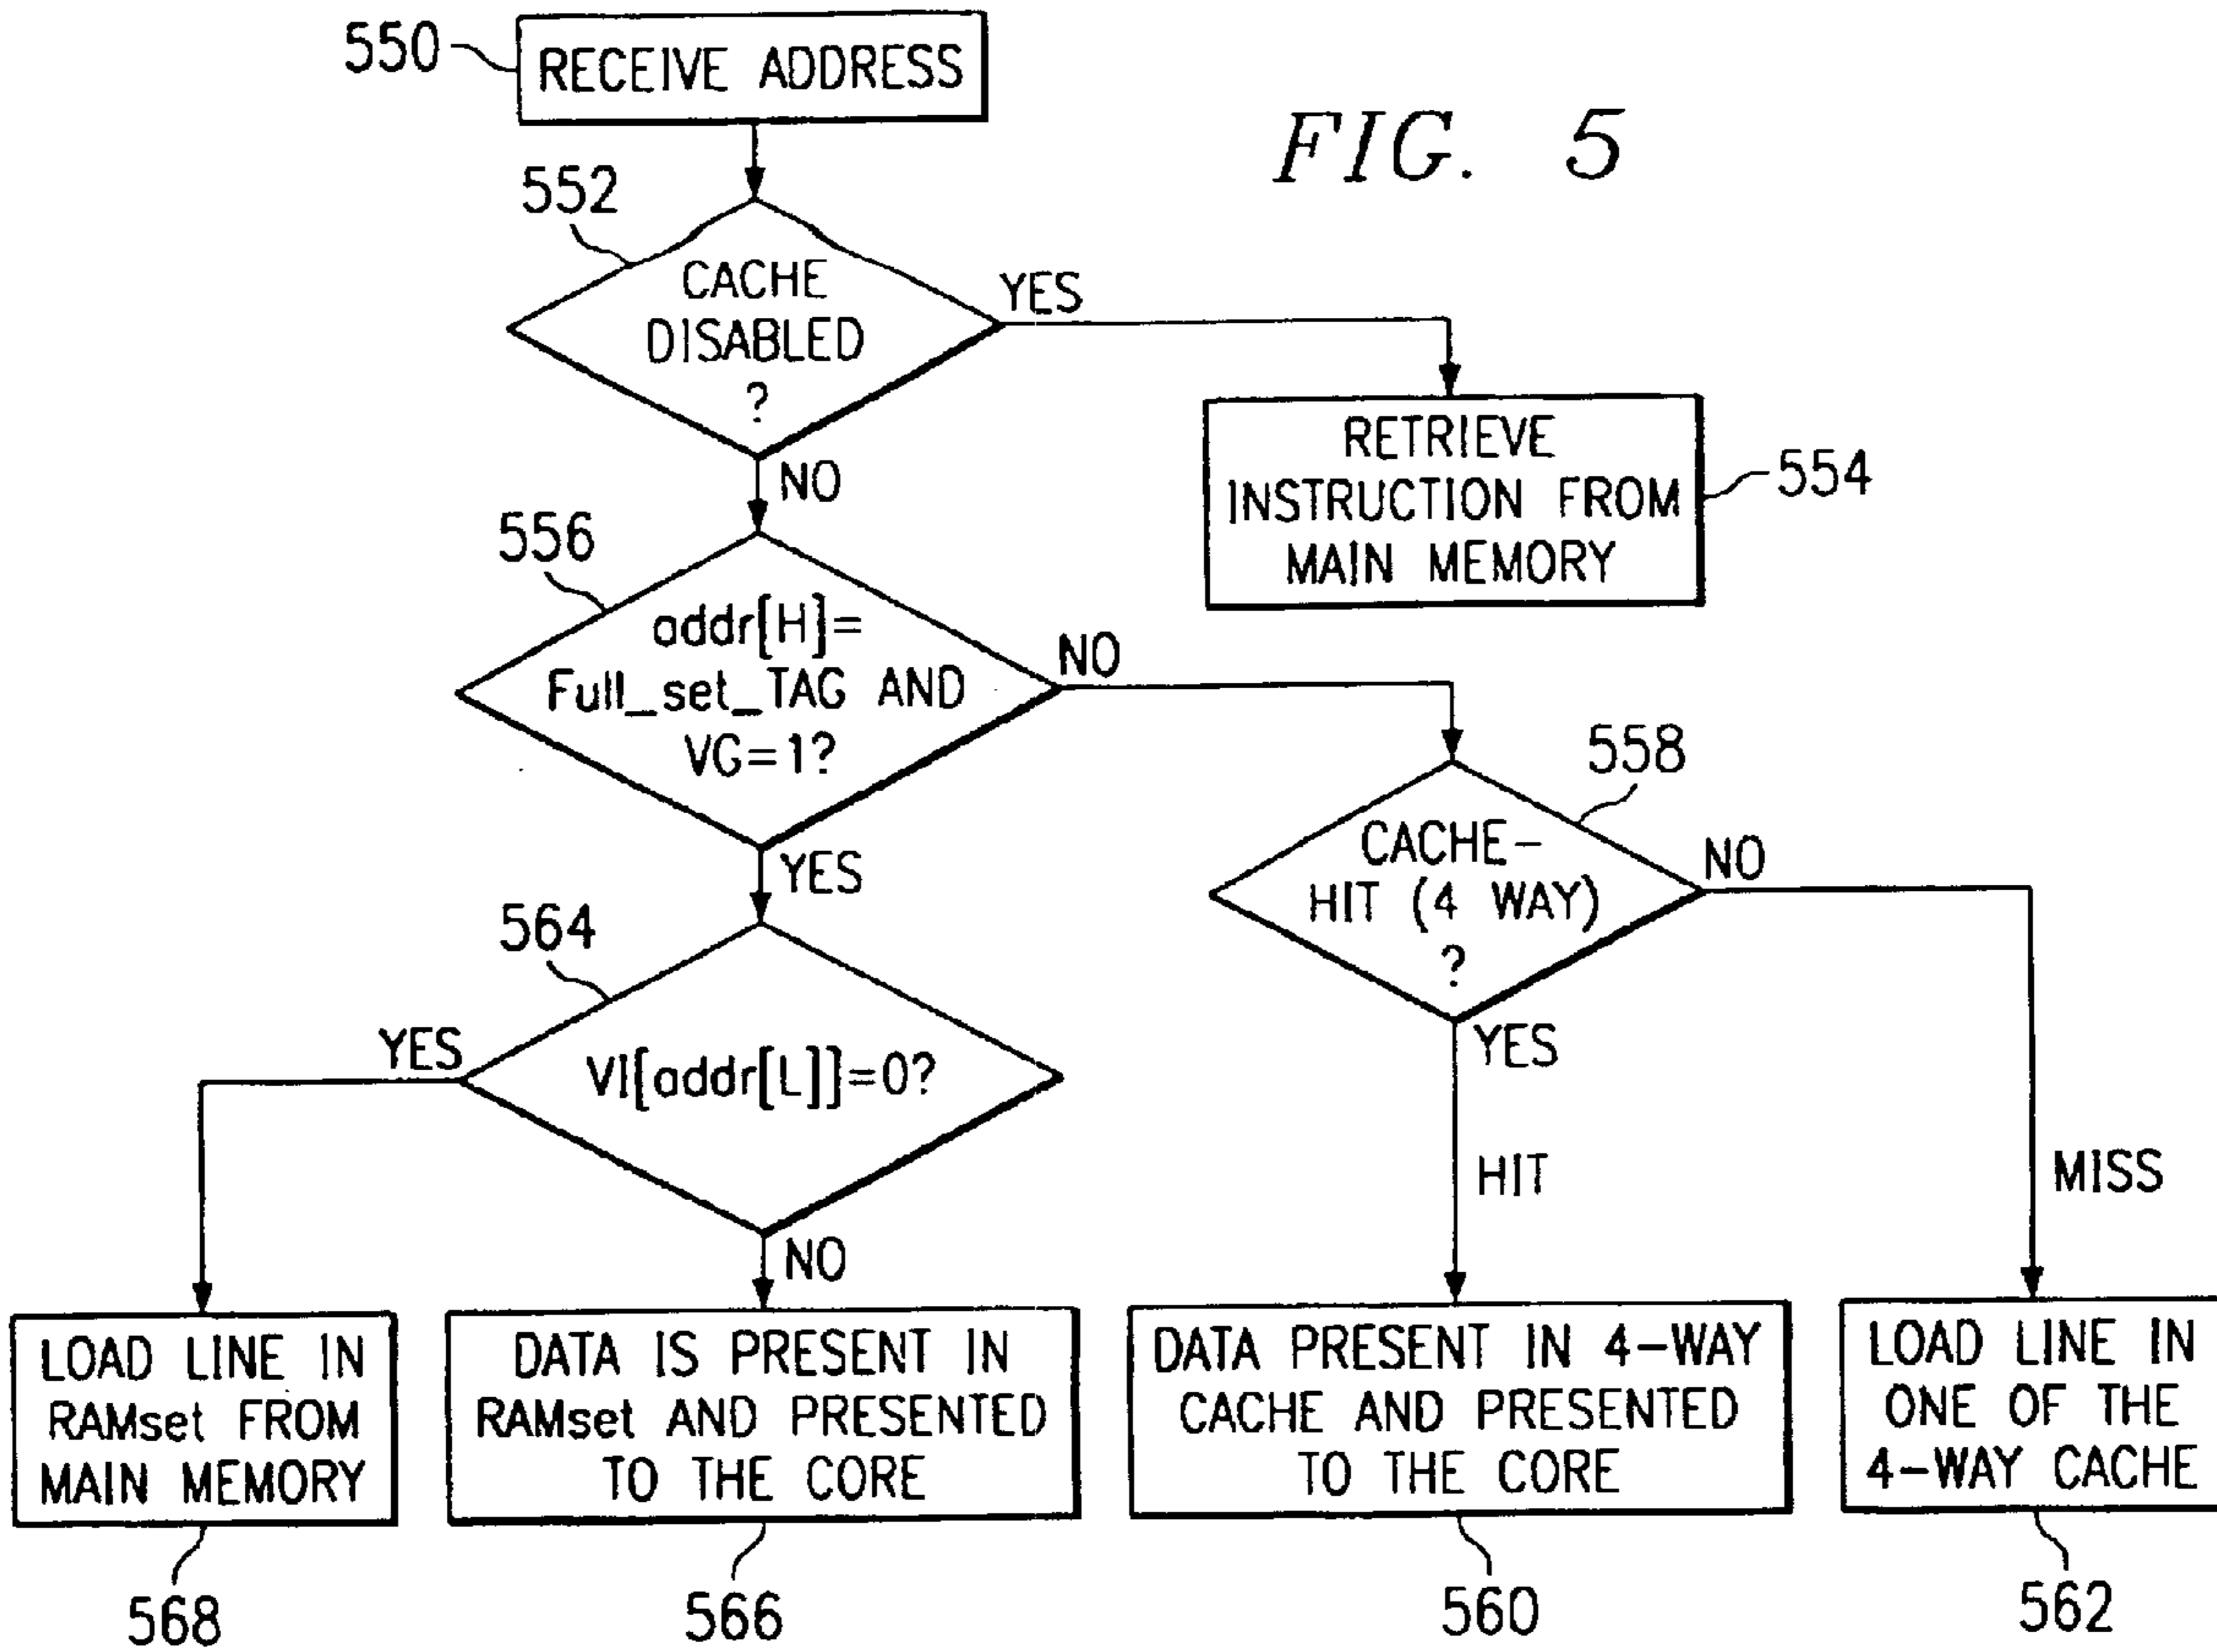 550
RECEIVE ADDRESS
FIG. 5
552
CACHE
DISABLED
?
YES
NO
RETRIEVE
INSTRUCTION FROM
MAIN MEMORY
554
556
addr[H]=
Full_set_TAG AND
VG=1?
NO
YES
558
CACHE-
HIT (4 WAY)
?
NO
YES
HIT
MISS
564
VI[addr[L]]=0?
YES
NO
LOAD LINE IN
RAMset FROM
MAIN MEMORY
568
DATA IS PRESENT IN
RAMset AND PRESENTED
TO THE CORE
566
DATA PRESENT IN 4-WAY
CACHE AND PRESENTED
TO THE CORE
560
LOAD LINE IN
ONE OF THE
4-WAY CACHE
562